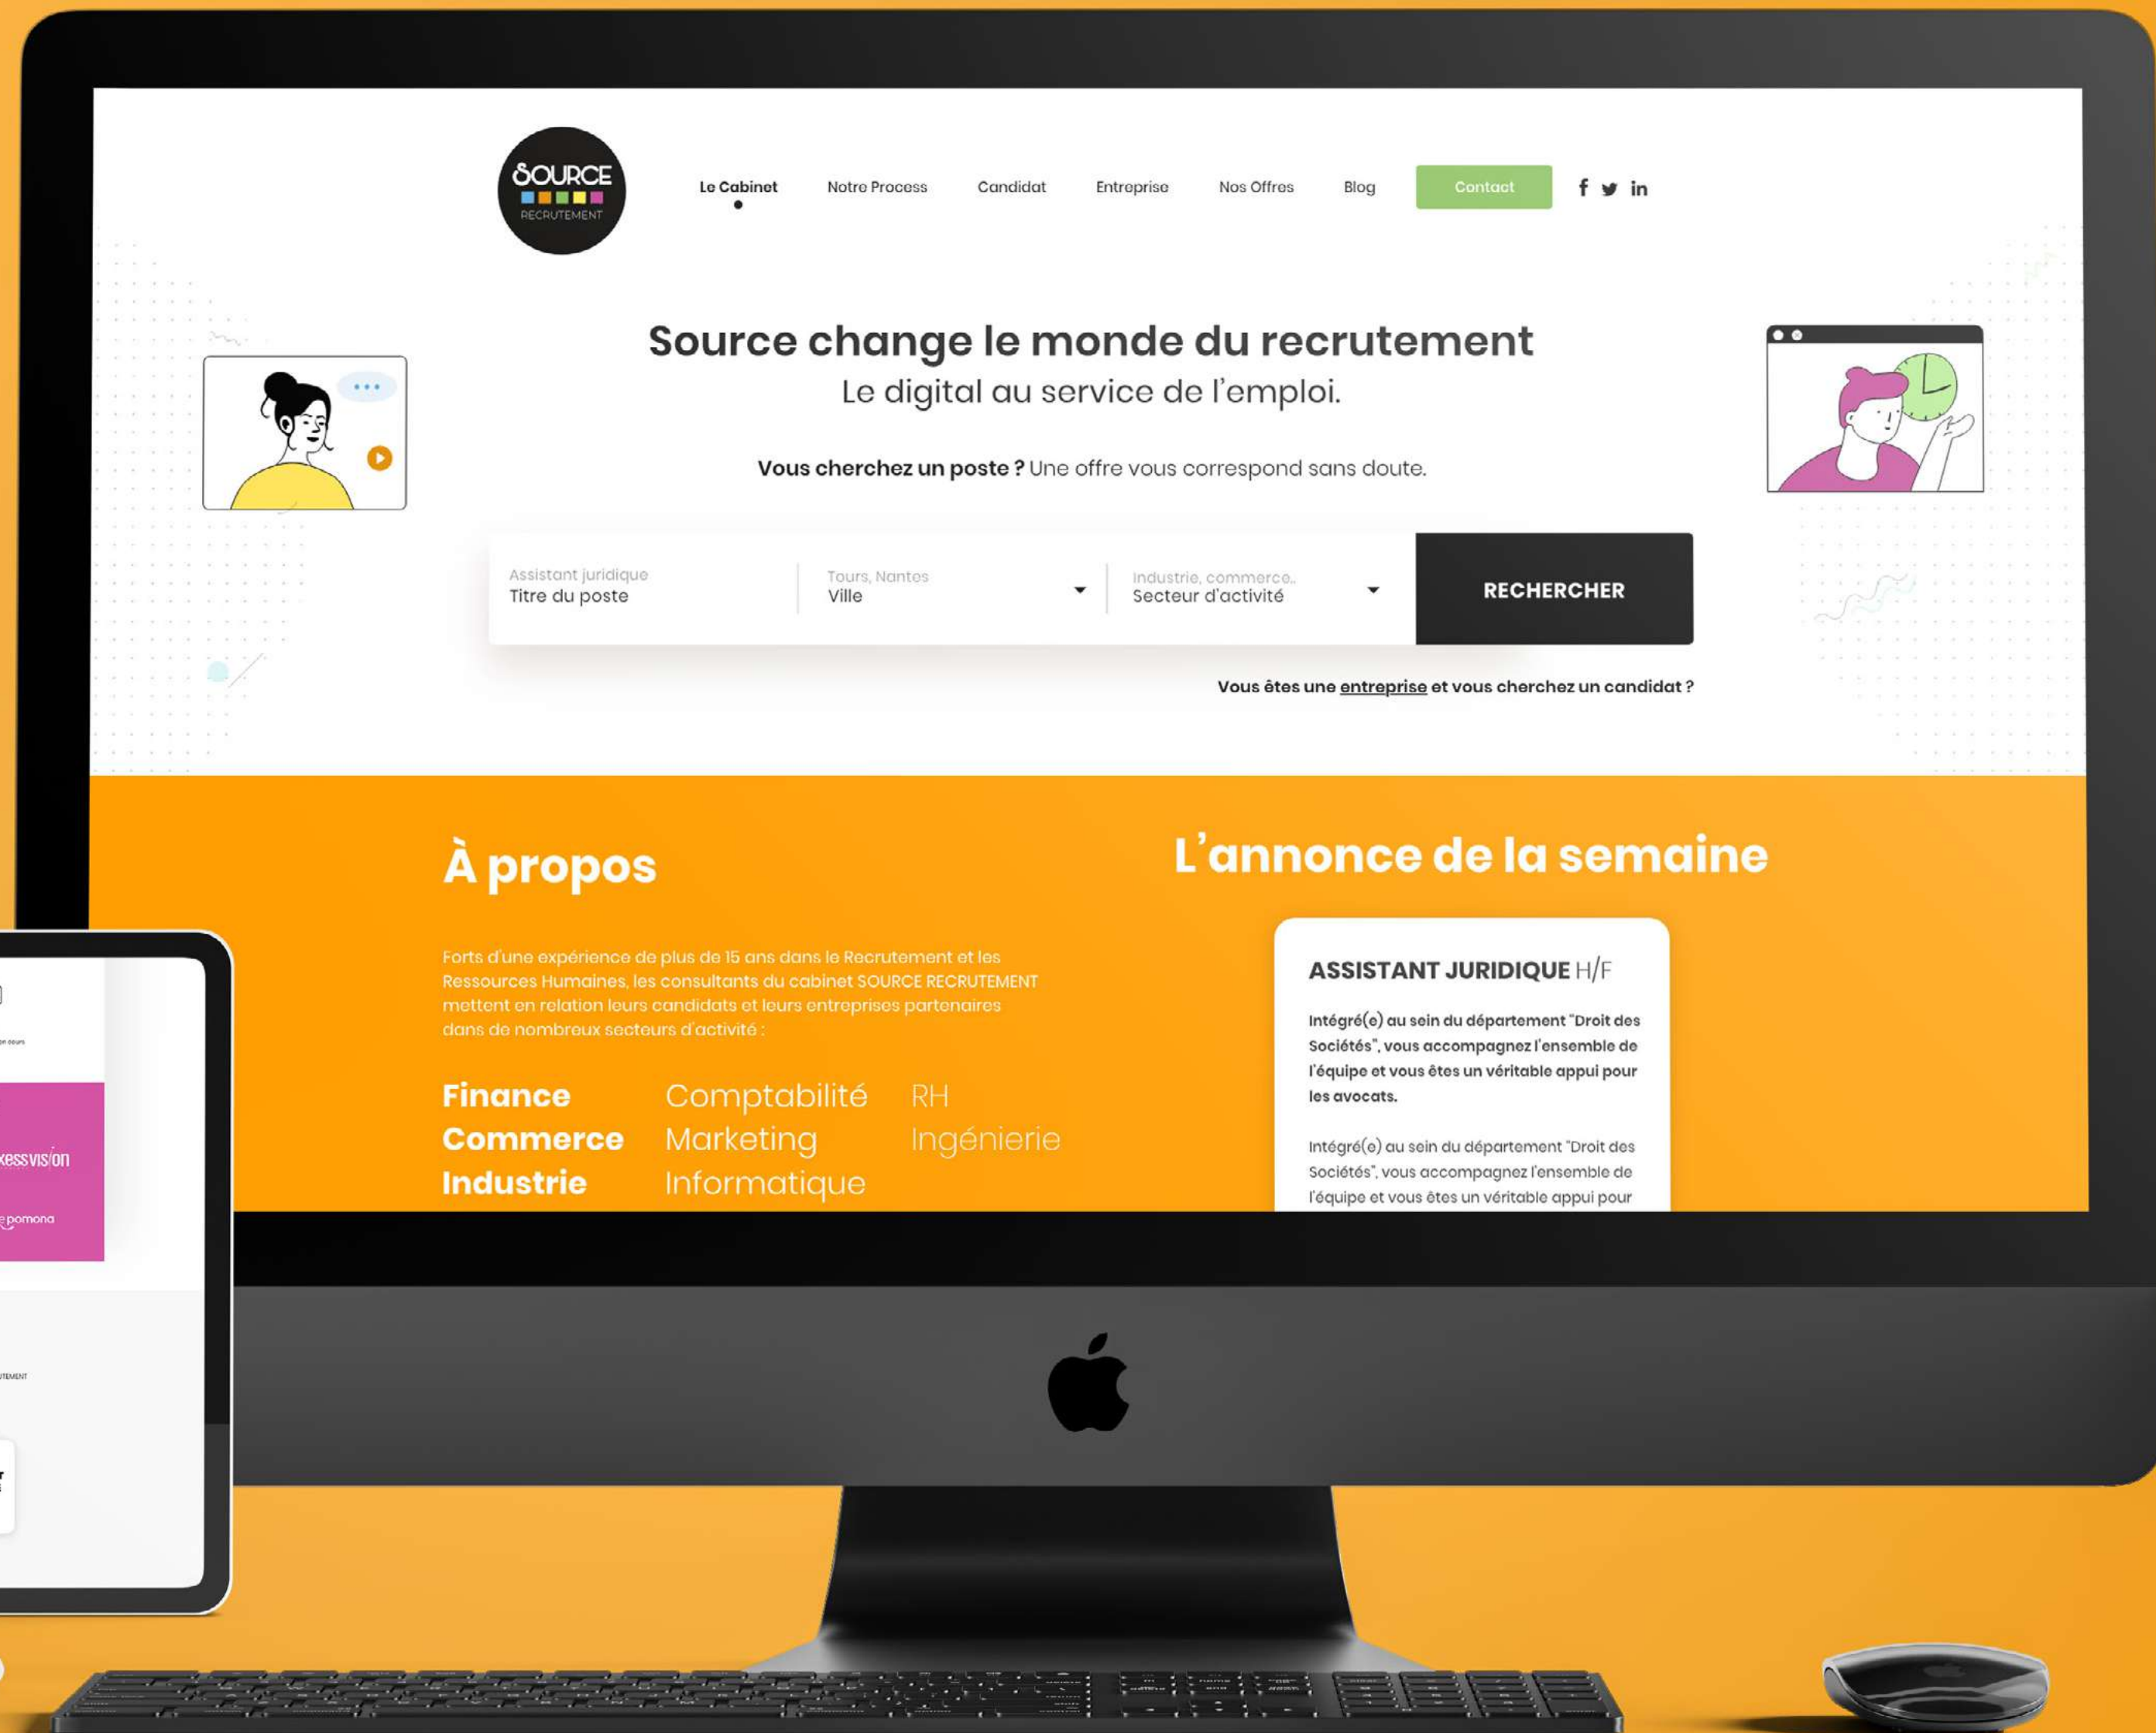 SOURCE
RECRUTEMENT
Le Cabinet
Notre Process
Candidat
Entreprise
Nos Offres
Blog
Contact
f
in
Source change le monde du recrutement
Le digital au service de l'emploi.
Vous cherchez un poste ? Une offre vous correspond sans doute.
Assistant juridique
Titre du poste
Tours, Nantes
Ville
Industrie, commerce..
Secteur d'activité
RECHERCHER
Vous êtes une entreprise et vous cherchez un candidat ?
À propos
Forts d'une expérience de plus de 15 ans dans le Recrutement et les
Ressources Humaines, les consultants du cabinet SOURCE RECRUTEMENT
mettent en relation leurs candidats et leurs entreprises partenaires
dans de nombreux secteurs d'activité :
Finance
Commerce
Industrie
Comptabilité
Marketing
Informatique
RH
Ingénierie
L'annonce de la semaine
ASSISTANT JURIDIQUE H/F
Intégré(e) au sein du département "Droit des
Sociétés", vous accompagnez l'ensemble de
l'équipe et vous êtes un véritable appui pour
les avocats.
Intégré(e) au sein du département "Droit des
Sociétés", vous accompagnez l'ensemble de
l'équipe et vous êtes un véritable appui pour
pomona